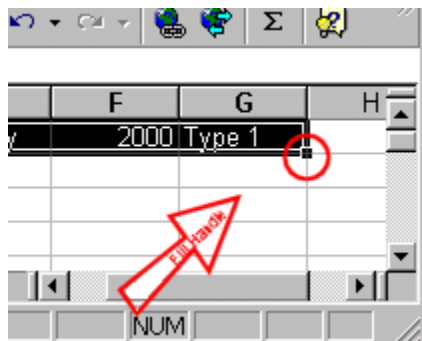 Σ
F G H
y 2000 Type 1
Fill Handle
NUM